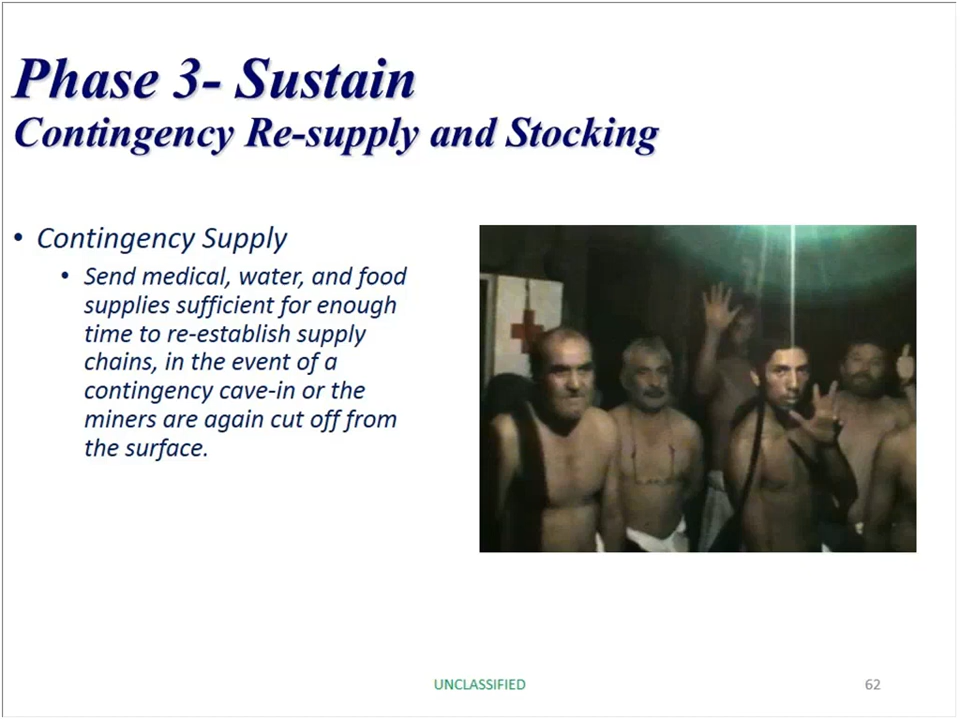 Phase 3- Sustain
Contingency Re-supply and Stocking
• Contingency Supply
• Send medical, water, and food
supplies sufficient for enough
time to re-establish supply
chains, in the event of a
contingency cave-in or the
miners are again cut off from
the surface.
UNCLASSIFIED
62